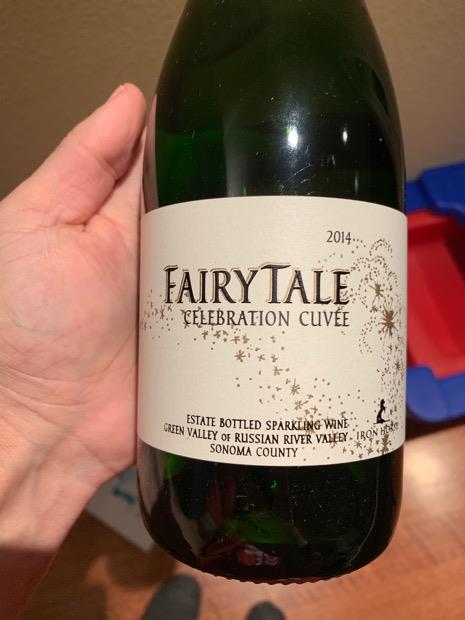 2014
FAIRYTALE
CELEBRATION CUVÉE
ESTATE BOTTLED SPARKLING WINE
GREEN VALLEY of RUSSIAN RIVER VALLEY
SONOMA COUNTY
IRON HORSE